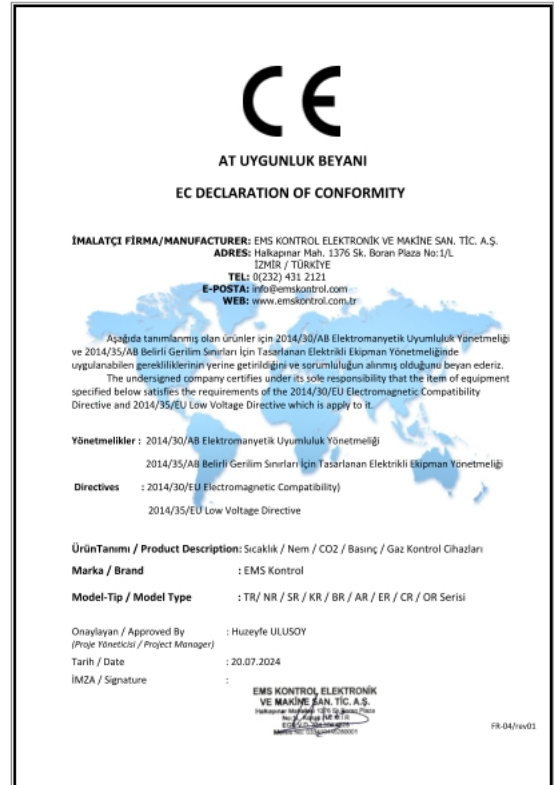 CE
AT UYGUNLUK BEYANI
EC DECLARATION OF CONFORMITY
İMALATÇI FİRMA/MANUFACTURER: EMS KONTROL ELEKTRONİK VE MAKİNE SAN. TİC. A.Ş.
ADRES: Halkapınar Mah. 1376 Sk. Boran Plaza No:1/L
İZMİR / TÜRKİYE
TEL: 0(232) 431 2121
E-POSTA: info@emskontrol.com
WEB: www.emskontrol.com.tr
Aşağıda tanımlanmış olan ürünler için 2014/30/AB Elektromanyetik Uyumluluk Yönetmeliği
ve 2014/35/AB Belirli Gerilim Sınırları İçin Tasarlanan Elektrikli Ekipman Yönetmeliğinde
uygulanabilen gerekliliklerinin yerine getirildiğini ve sorumluluğun alınmış olduğunu beyan ederiz.
The undersigned company certifies under its sole responsibility that the item of equipment
specified below satisfies the requirements of the 2014/30/EU Electromagnetic Compatibility
Directive and 2014/35/EU Low Voltage Directive which is apply to it.
Yönetmelikler : 2014/30/AB Elektromanyetik Uyumluluk Yönetmeliği
2014/35/AB Belirli Gerilim Sınırları İçin Tasarlanan Elektrikli Ekipman Yönetmeliği
Directives : 2014/30/EU Electromagnetic Compatibility)
2014/35/EU Low Voltage Directive
ÜrünTanımı / Product Description: Sıcaklık / Nem / CO2 / Basınç / Gaz Kontrol Cihazları
Marka / Brand : EMS Kontrol
Model-Tip / Model Type : TR/ NR / SR / KR / BR / AR / ER / CR / OR Serisi
Onaylayan / Approved By : Huzeyfe ULUSOY
(Proje Yöneticisi / Project Manager)
Tarih / Date : 20.07.2024
İMZA / Signature :
EMS KONTROL ELEKTRONİK
VE MAKİNE SAN. TİC. A.Ş.
FR-04/rev01